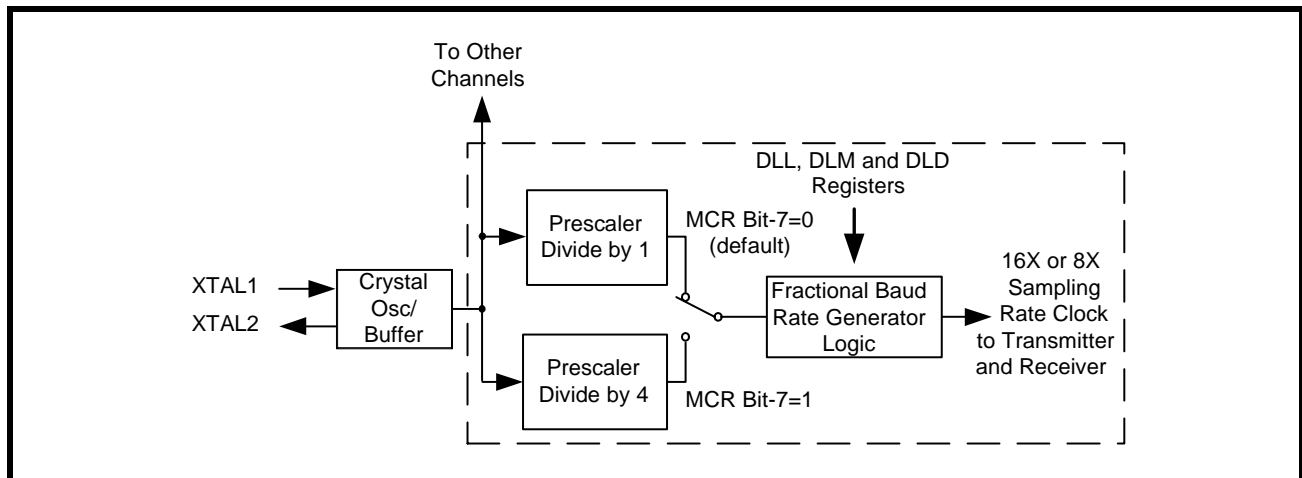 To Other
Channels
DLL, DLM and DLD
Registers
Prescaler
Divide by 1
MCR Bit-7=0
(default)
XTAL1
XTAL2
Crystal
Osc/
Buffer
Fractional Baud
Rate Generator
Logic
16X or 8X
Sampling
Rate Clock
to Transmitter
and Receiver
Prescaler
Divide by 4
MCR Bit-7=1